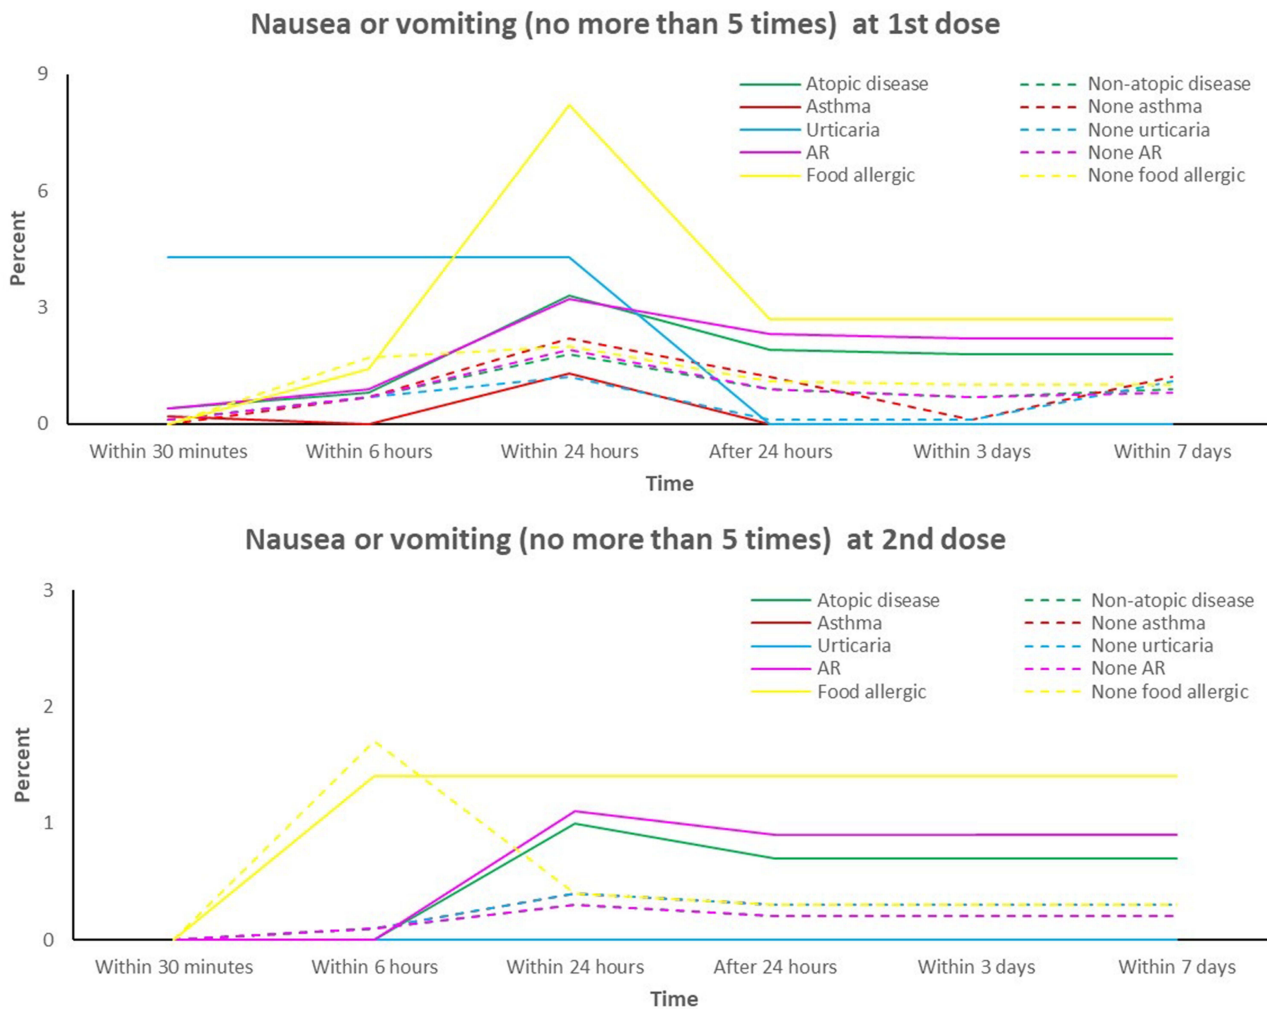 Nausea or vomiting (no more than 5 times) at 1st dose
9
6
3
0
Percent
Atopic disease
Non-atopic disease
Asthma
None asthma
Urticaria
None urticaria
AR
None AR
Food allergic
None food allergic
Within 30 minutes
Within 6 hours
Within 24 hours
After 24 hours
Within 3 days
Within 7 days
Time
Nausea or vomiting (no more than 5 times) at 2nd dose
3
2
1
0
Percent
Atopic disease
Non-atopic disease
Asthma
None asthma
Urticaria
None urticaria
AR
None AR
Food allergic
None food allergic
Within 30 minutes
Within 6 hours
Within 24 hours
After 24 hours
Within 3 days
Within 7 days
Time